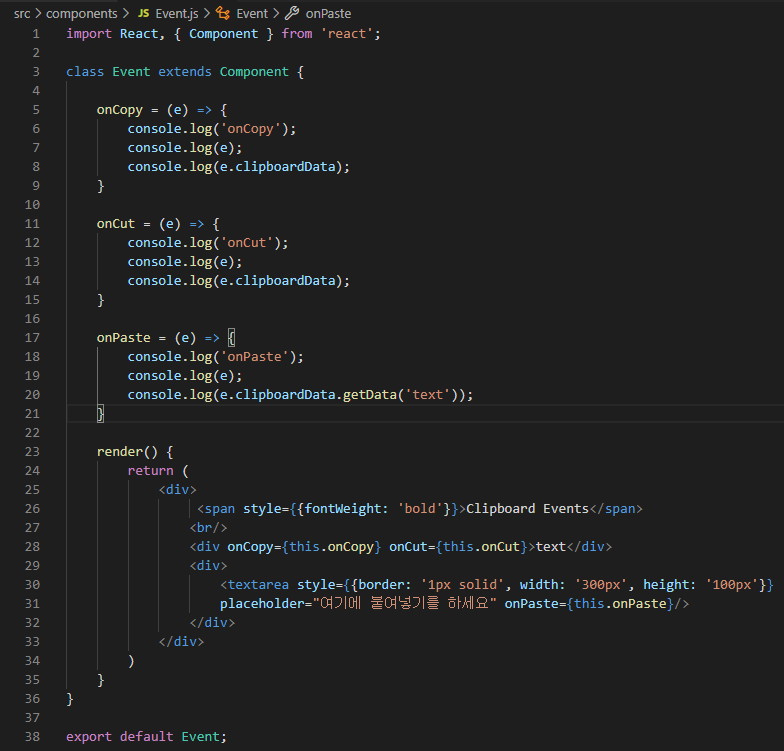 src > components > JS Event.js > Event > onPaste
1 import React, { Component } from 'react';
2
3 class Event extends Component {
4
5     onCopy = (e) => {
6         console.log('onCopy');
7         console.log(e);
8         console.log(e.clipboardData);
9     }
10
11     onCut = (e) => {
12         console.log('onCut');
13         console.log(e);
14         console.log(e.clipboardData);
15     }
16
17     onPaste = (e) => {
18         console.log('onPaste');
19         console.log(e);
20         console.log(e.clipboardData.getData('text'));
21     }
22
23     render() {
24         return (
25             <div>
26                  <span style={{fontWeight: 'bold'}}>Clipboard Events</span>
27                 <br/>
28                 <div onCopy={this.onCopy} onCut={this.onCut}>text</div>
29                 <div>
30                     <textarea style={{border: '1px solid', width: '300px', height: '100px'}}
31                     placeholder="여기에 붙여넣기를 하세요" onPaste={this.onPaste}/>
32                 </div>
33             </div>
34         )
35     }
36 }
37
38 export default Event;